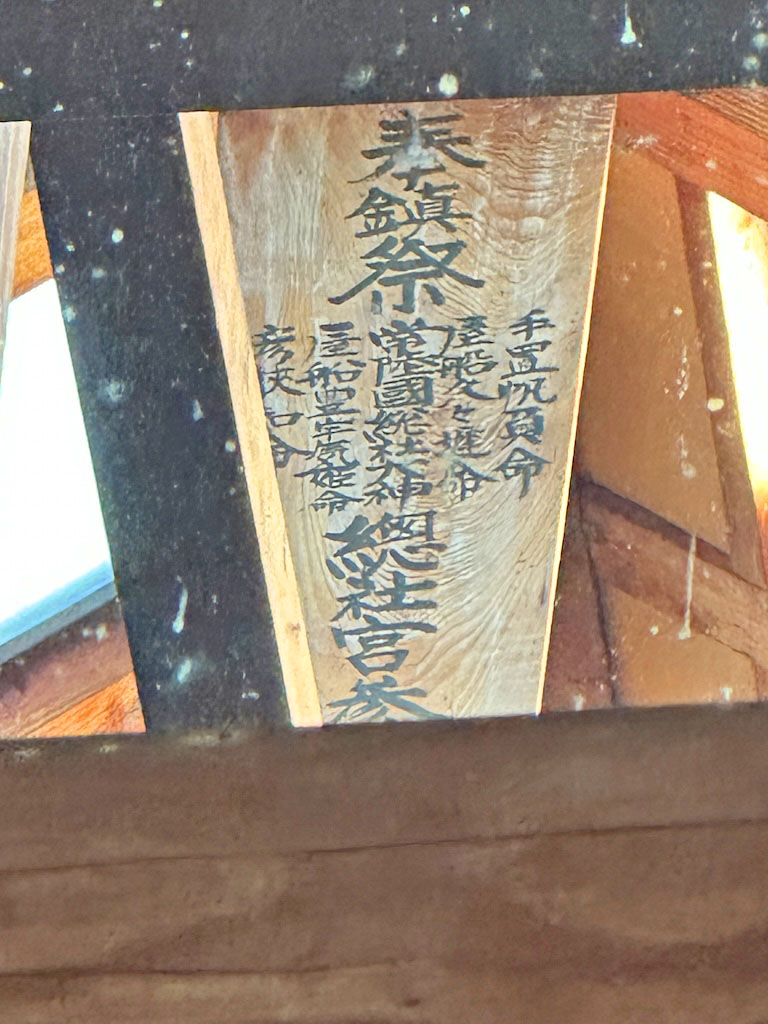 奉鎮祭
手置帆負命
屋船久々遅命
常陸國総社大神
屋船豊宇気姫命
彦狭知命
總社宮参